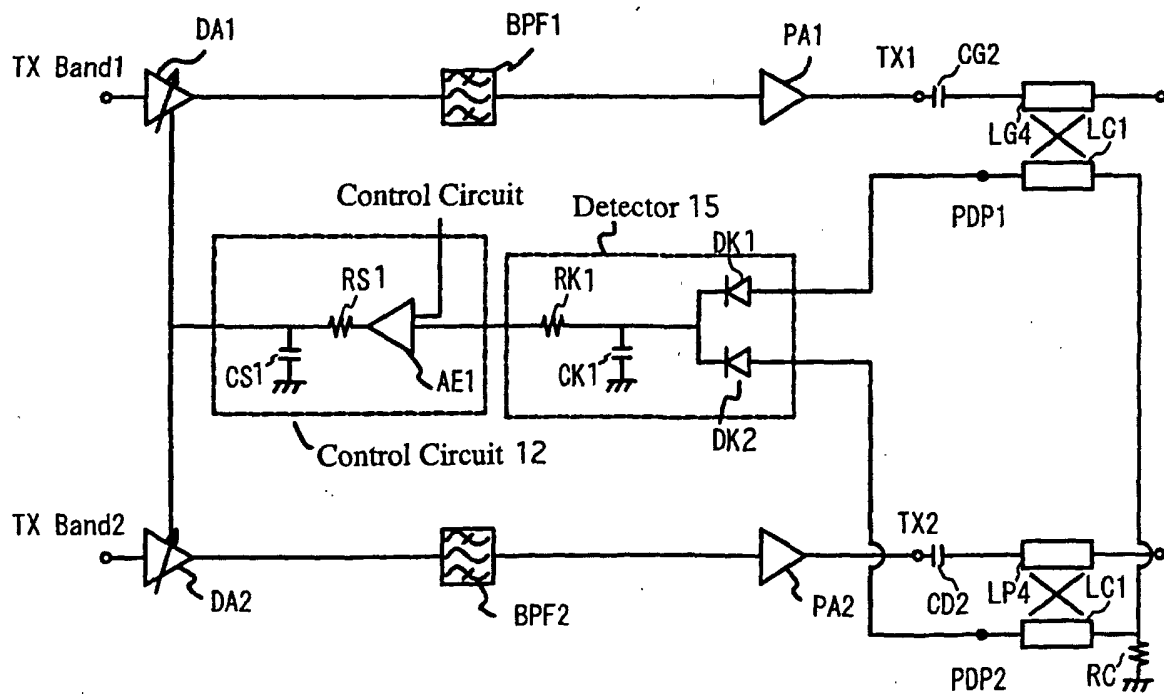 DA1
BPF1
PA1
TX1
CG2
TX Band1
LG4
LC1
Control Circuit
Detector 15
PDP1
DK1
RS1
RK1
CS1
AE1
CK1
DK2
Control Circuit 12
TX Band2
TX2
DA2
BPF2
PA2
CD2
LP4
LC1
PDP2
RC